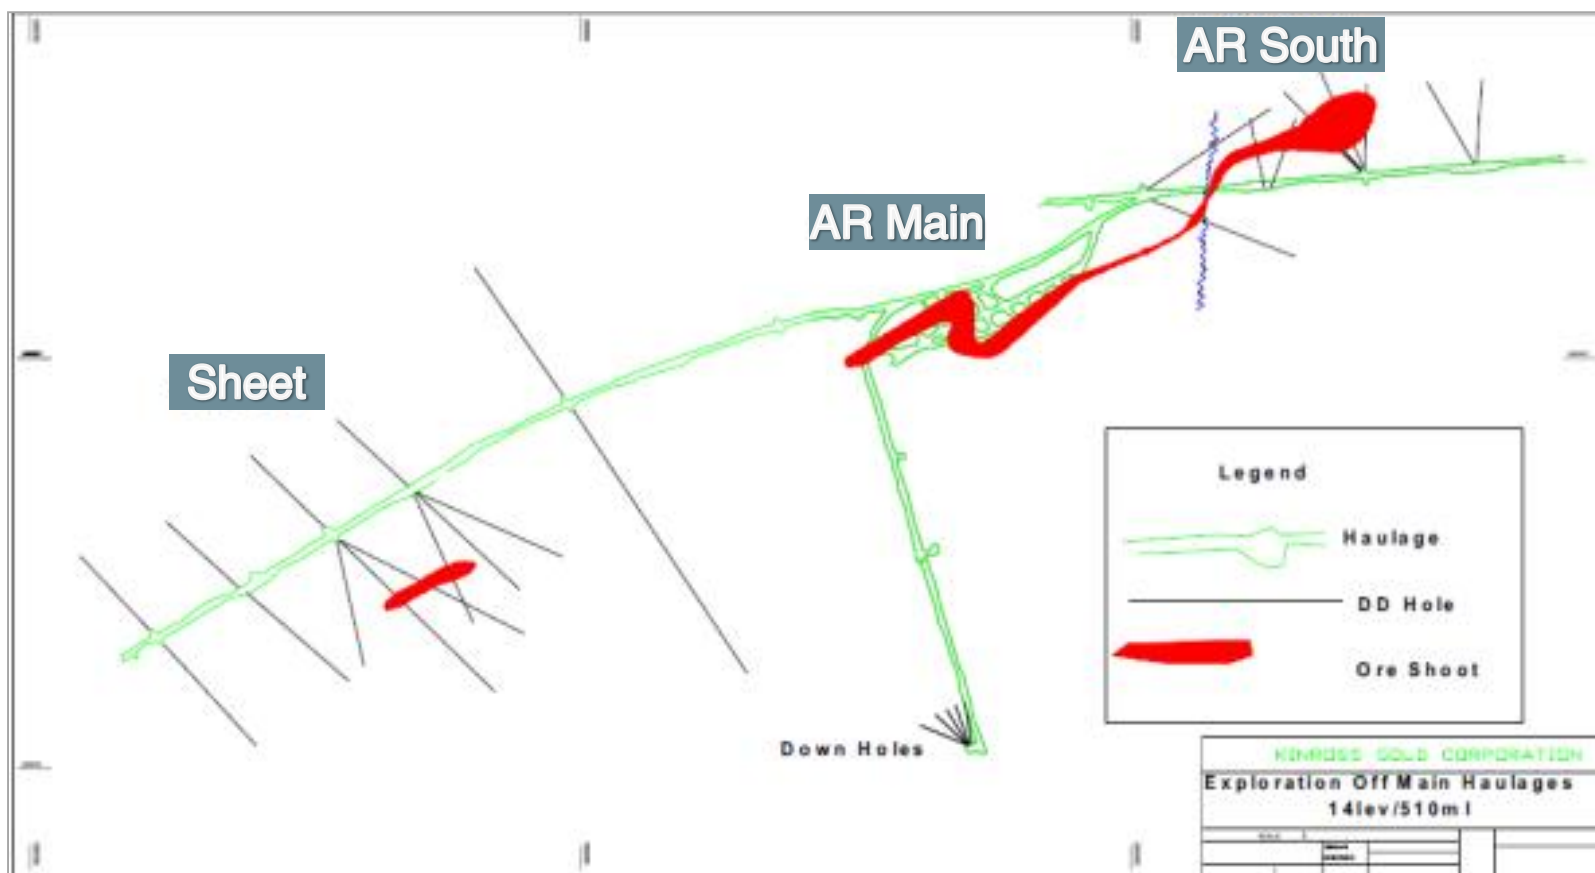 AR South
AR Main
Sheet
Legend
Haulage
DD Hole
Ore Shoot
Down Holes
KINROSS GOLD CORPORATION
Exploration Off Main Haulages
14lev/510ml